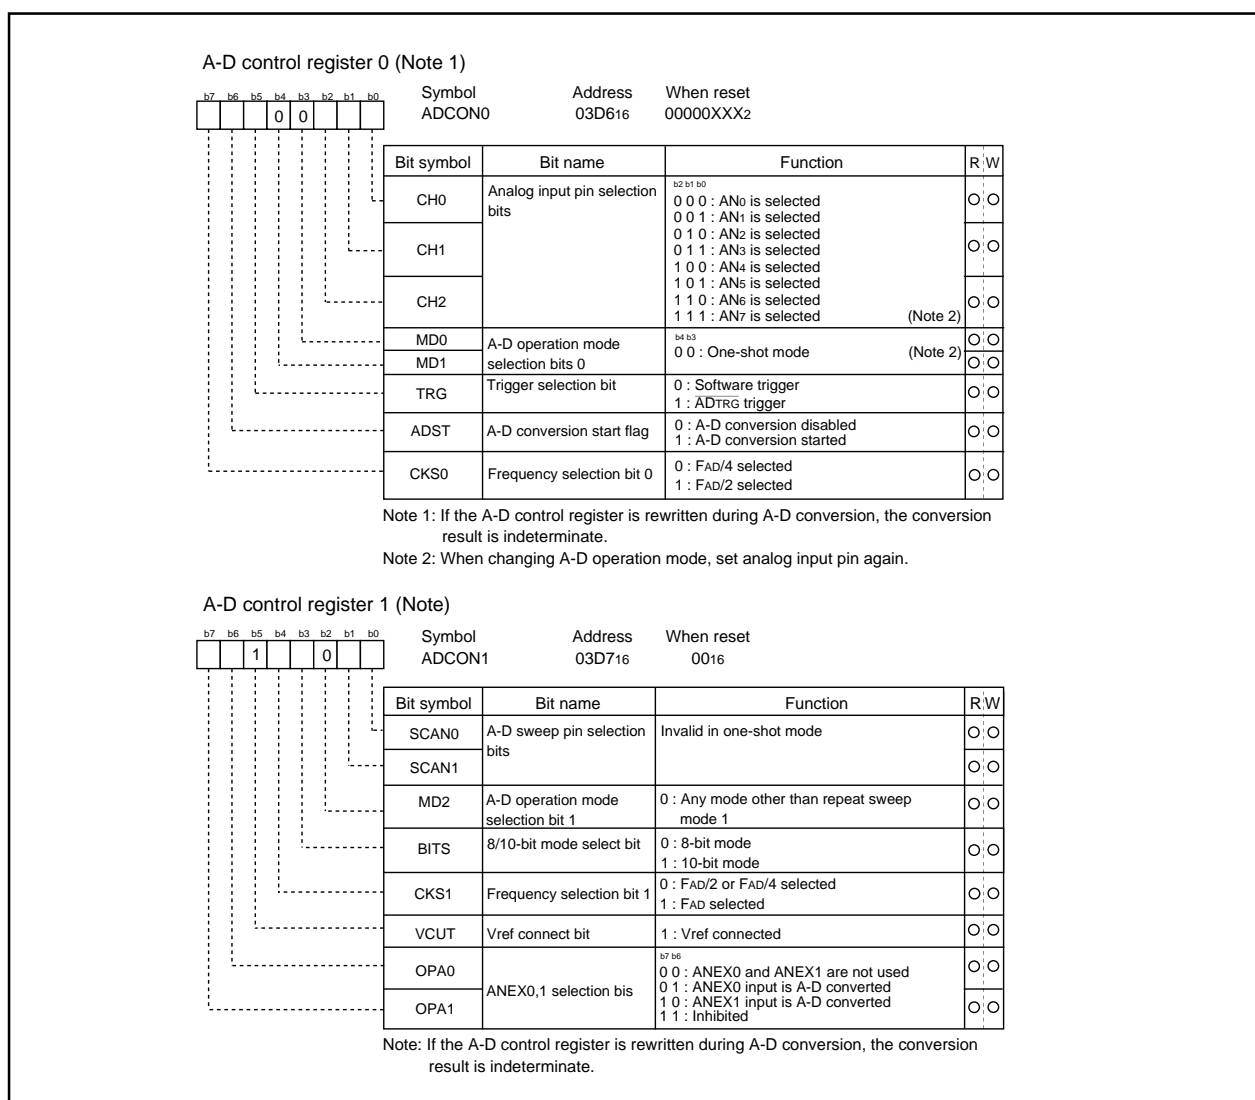 A-D control register 0 (Note 1)
b7 b6 b5 b4 b3 b2 b1 b0
0 0
Symbol Address When reset
ADCON0 03D616 00000XXX2
Bit symbol Bit name Function R W
CH0
CH1
CH2
Analog input pin selection
bits
b2 b1 b0
0 0 0 : AN0 is selected
0 0 1 : AN1 is selected
0 1 0 : AN2 is selected
0 1 1 : AN3 is selected
1 0 0 : AN4 is selected
1 0 1 : AN5 is selected
1 1 0 : AN6 is selected
1 1 1 : AN7 is selected (Note 2)
MD0
MD1
A-D operation mode
selection bits 0
b4 b3
0 0 : One-shot mode (Note 2)
TRG
Trigger selection bit
0 : Software trigger
1 : ADTRG trigger
ADST
A-D conversion start flag
0 : A-D conversion disabled
1 : A-D conversion started
CKS0
Frequency selection bit 0
0 : FAD/4 selected
1 : FAD/2 selected
Note 1: If the A-D control register is rewritten during A-D conversion, the conversion
result is indeterminate.
Note 2: When changing A-D operation mode, set analog input pin again.
A-D control register 1 (Note)
b7 b6 b5 b4 b3 b2 b1 b0
1 0
Symbol Address When reset
ADCON1 03D716 0016
Bit symbol Bit name Function R W
SCAN0
SCAN1
A-D sweep pin selection
bits
Invalid in one-shot mode
MD2
A-D operation mode
selection bit 1
0 : Any mode other than repeat sweep
mode 1
BITS
8/10-bit mode select bit
0 : 8-bit mode
1 : 10-bit mode
CKS1
Frequency selection bit 1
0 : FAD/2 or FAD/4 selected
1 : FAD selected
VCUT
Vref connect bit
1 : Vref connected
OPA0
OPA1
ANEX0,1 selection bis
b7 b6
0 0 : ANEX0 and ANEX1 are not used
0 1 : ANEX0 input is A-D converted
1 0 : ANEX1 input is A-D converted
1 1 : Inhibited
Note: If the A-D control register is rewritten during A-D conversion, the conversion
result is indeterminate.